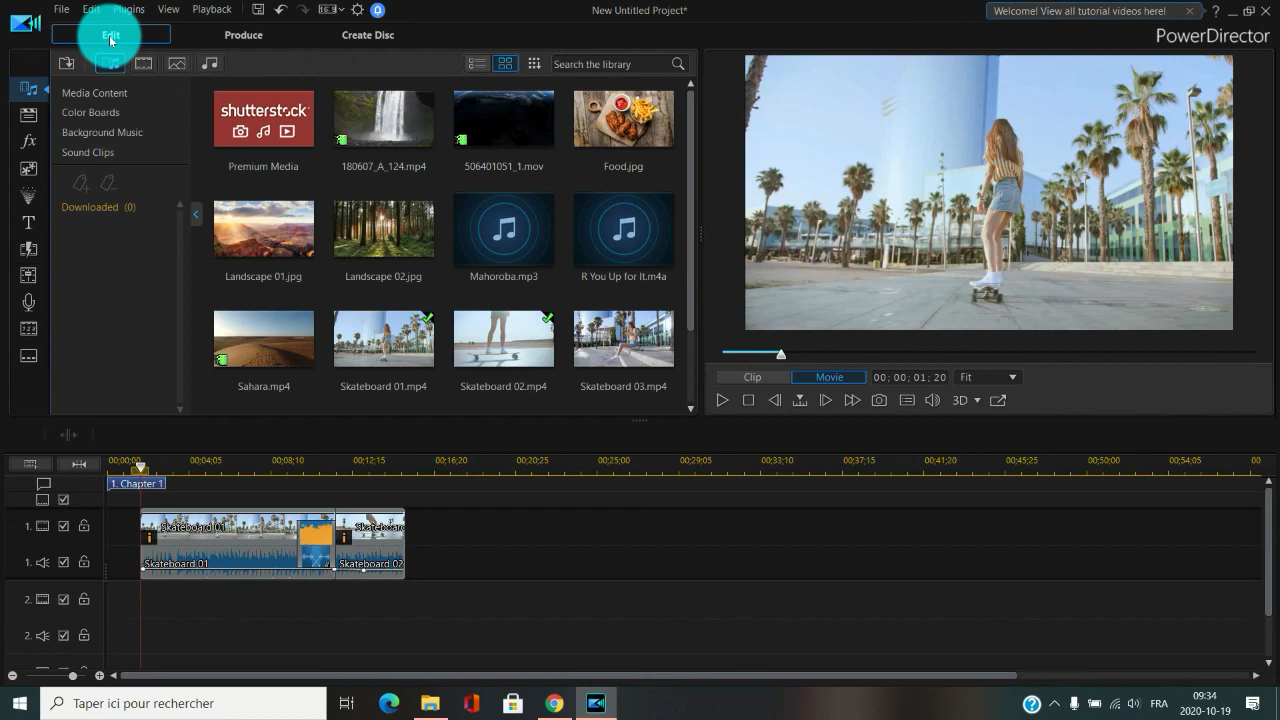 File Edit Plugins View Playback
New Untitled Project*
Welcome! View all tutorial videos here!
Edit Produce Create Disc
PowerDirector
Search the library
Media Content
Color Boards
Background Music
Sound Clips
Downloaded (0)
shutterstock
Premium Media 180607_A_124.mp4 506401051_1.mov Food.jpg
Landscape 01.jpg Landscape 02.jpg Mahoroba.mp3 R You Up for It.m4a
Sahara.mp4 Skateboard 01.mp4 Skateboard 02.mp4 Skateboard 03.mp4
Clip Movie 00; 00; 01; 20 Fit
3D
00;00;00 00;04;05 00;08;10 00;12;15 00;16;20 00;20;25 00;25;00 00;29;05 00;33;10 00;37;15 00;41;20 00;45;25 00;50;00 00;54;05 00
1. Chapter 1
1. Skateboard 01 Skateboard
1. Skateboard 01 Skateboard 02
2.
2.
Taper ici pour rechercher
FRA
09:34
2020-10-19